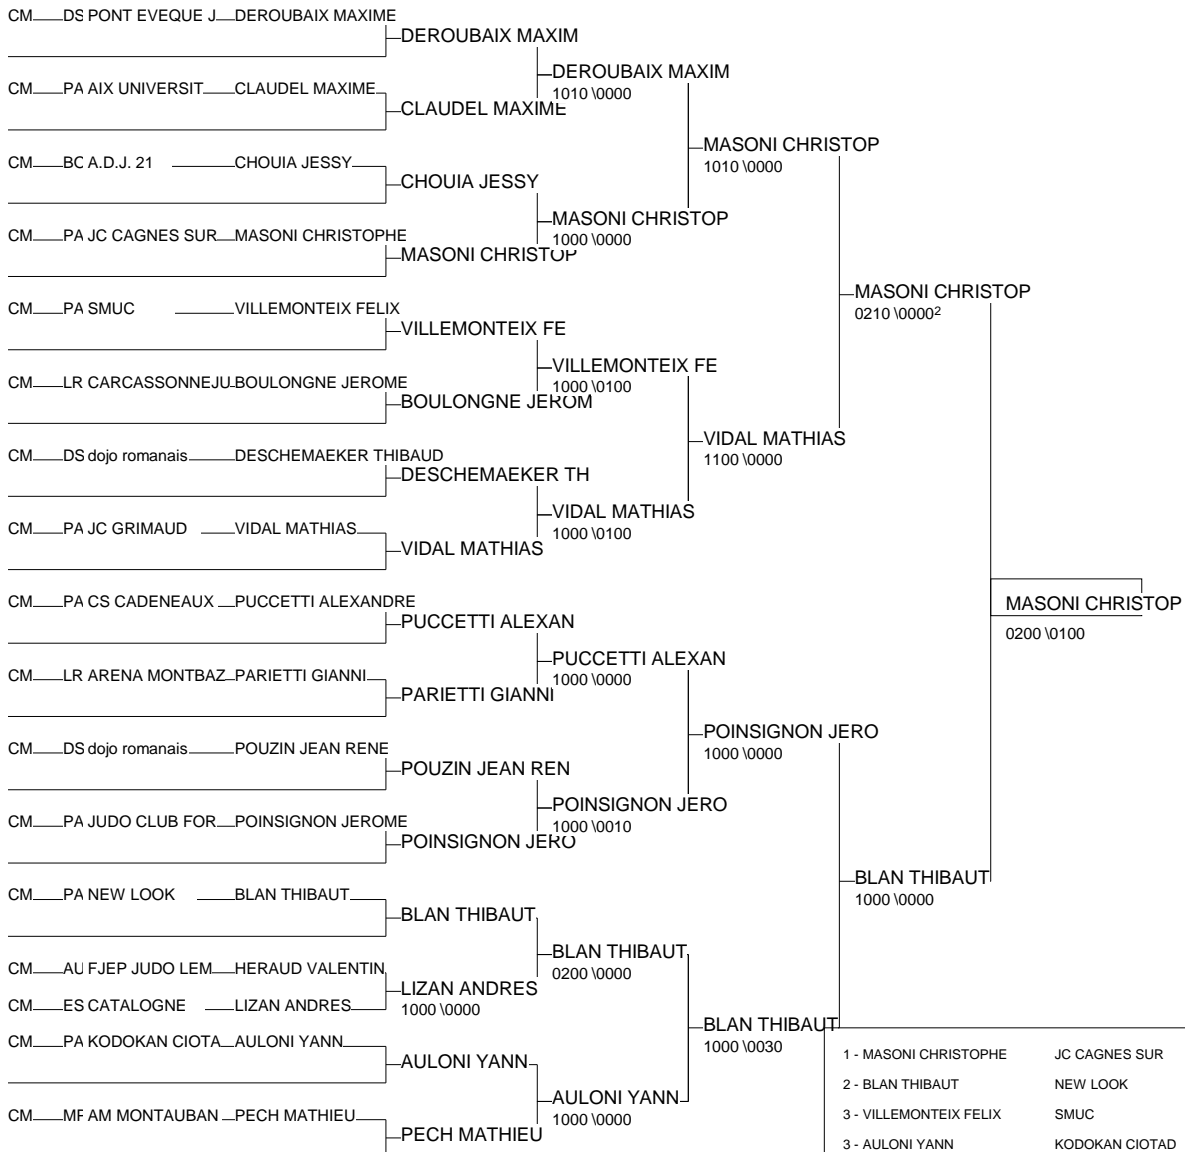 CM DS PONT EVEQUE J DEROUBAIX MAXIME
DEROUBAIX MAXIM
DEROUBAIX MAXIM
1010 \0000
CM PA AIX UNIVERSIT CLAUDEL MAXIME
CLAUDEL MAXIME
MASONI CHRISTOP
1010 \0000
CM BC A.D.J. 21 CHOUIA JESSY
CHOUIA JESSY
MASONI CHRISTOP
1000 \0000
CM PA JC CAGNES SUR MASONI CHRISTOPHE
MASONI CHRISTOP
MASONI CHRISTOP
0210 \0000²
CM PA SMUC VILLEMONTEIX FELIX
VILLEMONTEIX FE
VILLEMONTEIX FE
1000 \0100
CM LR CARCASSONNEJU BOULONGNE JEROME
BOULONGNE JEROM
VIDAL MATHIAS
1100 \0000
CM DS dojo romanais DESCHEMAEKER THIBAUD
DESCHEMAEKER TH
VIDAL MATHIAS
1000 \0100
CM PA JC GRIMAUD VIDAL MATHIAS
VIDAL MATHIAS
MASONI CHRISTOP
0200 \0100
CM PA CS CADENEAUX PUCCETTI ALEXANDRE
PUCCETTI ALEXAN
PUCCETTI ALEXAN
1000 \0000
CM LR ARENA MONTBAZ PARIETTI GIANNI
PARIETTI GIANNI
POINSIGNON JERO
1000 \0000
CM DS dojo romanais POUZIN JEAN RENE
POUZIN JEAN REN
POINSIGNON JERO
1000 \0010
CM PA JUDO CLUB FOR POINSIGNON JEROME
POINSIGNON JERO
BLAN THIBAUT
1000 \0000
CM PA NEW LOOK BLAN THIBAUT
BLAN THIBAUT
BLAN THIBAUT
0200 \0000
CM AU FJEP JUDO LEM HERAUD VALENTIN
LIZAN ANDRES
1000 \0000
CM ES CATALOGNE LIZAN ANDRES
BLAN THIBAUT
1000 \0030
CM PA KODOKAN CIOTA AULONI YANN
AULONI YANN
AULONI YANN
1000 \0000
CM MP AM MONTAUBAN PECH MATHIEU
PECH MATHIEU
1 - MASONI CHRISTOPHE JC CAGNES SUR
2 - BLAN THIBAUT NEW LOOK
3 - VILLEMONTEIX FELIX SMUC
3 - AULONI YANN KODOKAN CIOTAD